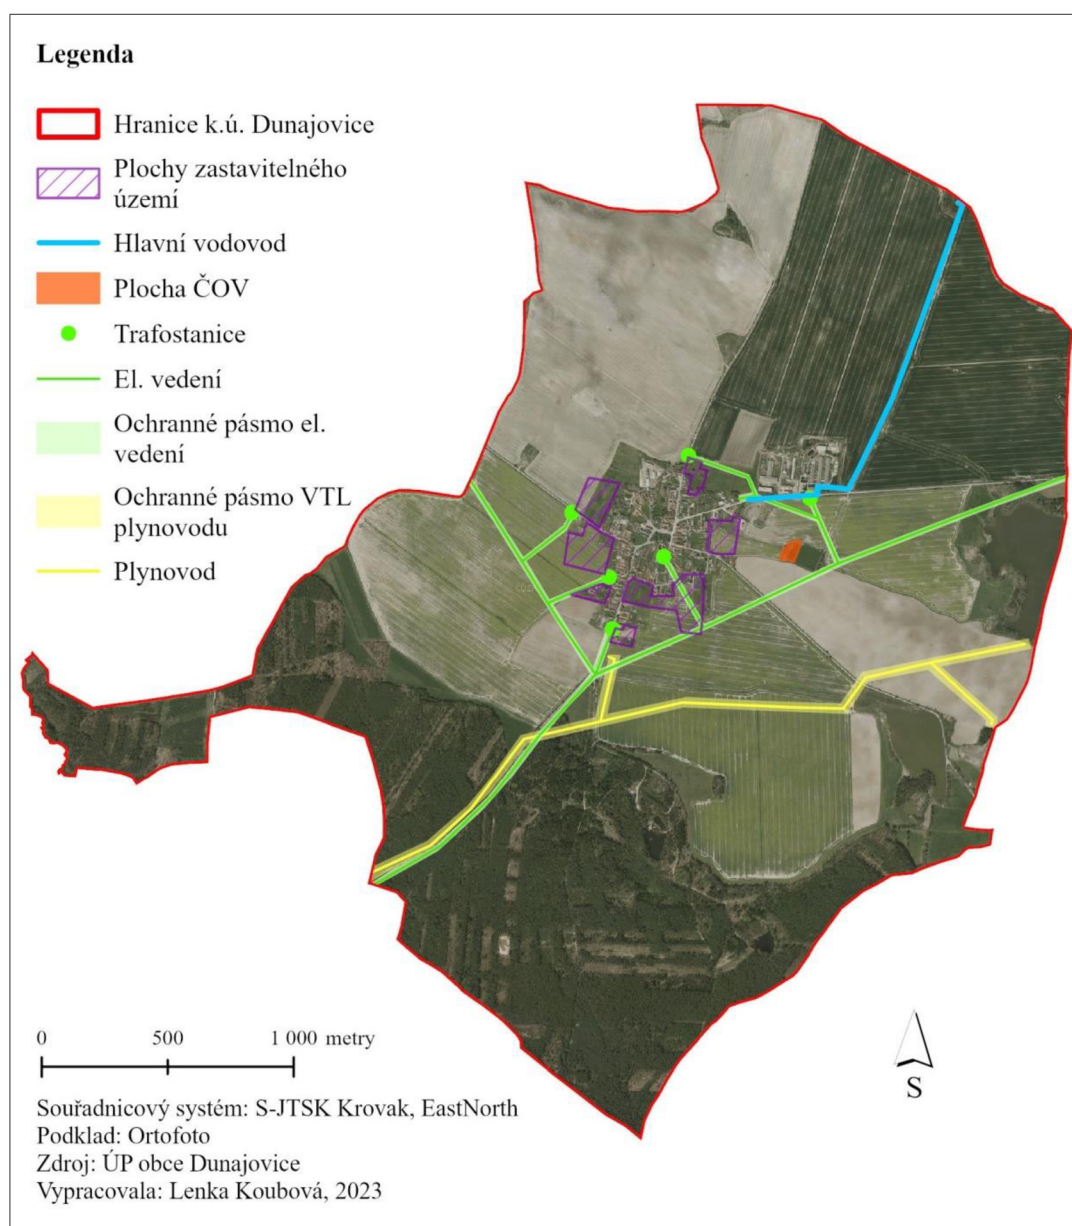 Legenda
Hranice k.ú. Dunajovice
Plochy zastavitelného
území
Hlavní vodovod
Plocha ČOV
Trafostanice
El. vedení
Ochranné pásmo el.
vedení
Ochranné pásmo VTL
plynovodu
Plynovod
0 500 1 000 metry
S
Souřadnicový systém: S-JTSK Krovak, EastNorth
Podklad: Ortofoto
Zdroj: ÚP obce Dunajovice
Vypracovala: Lenka Koubová, 2023